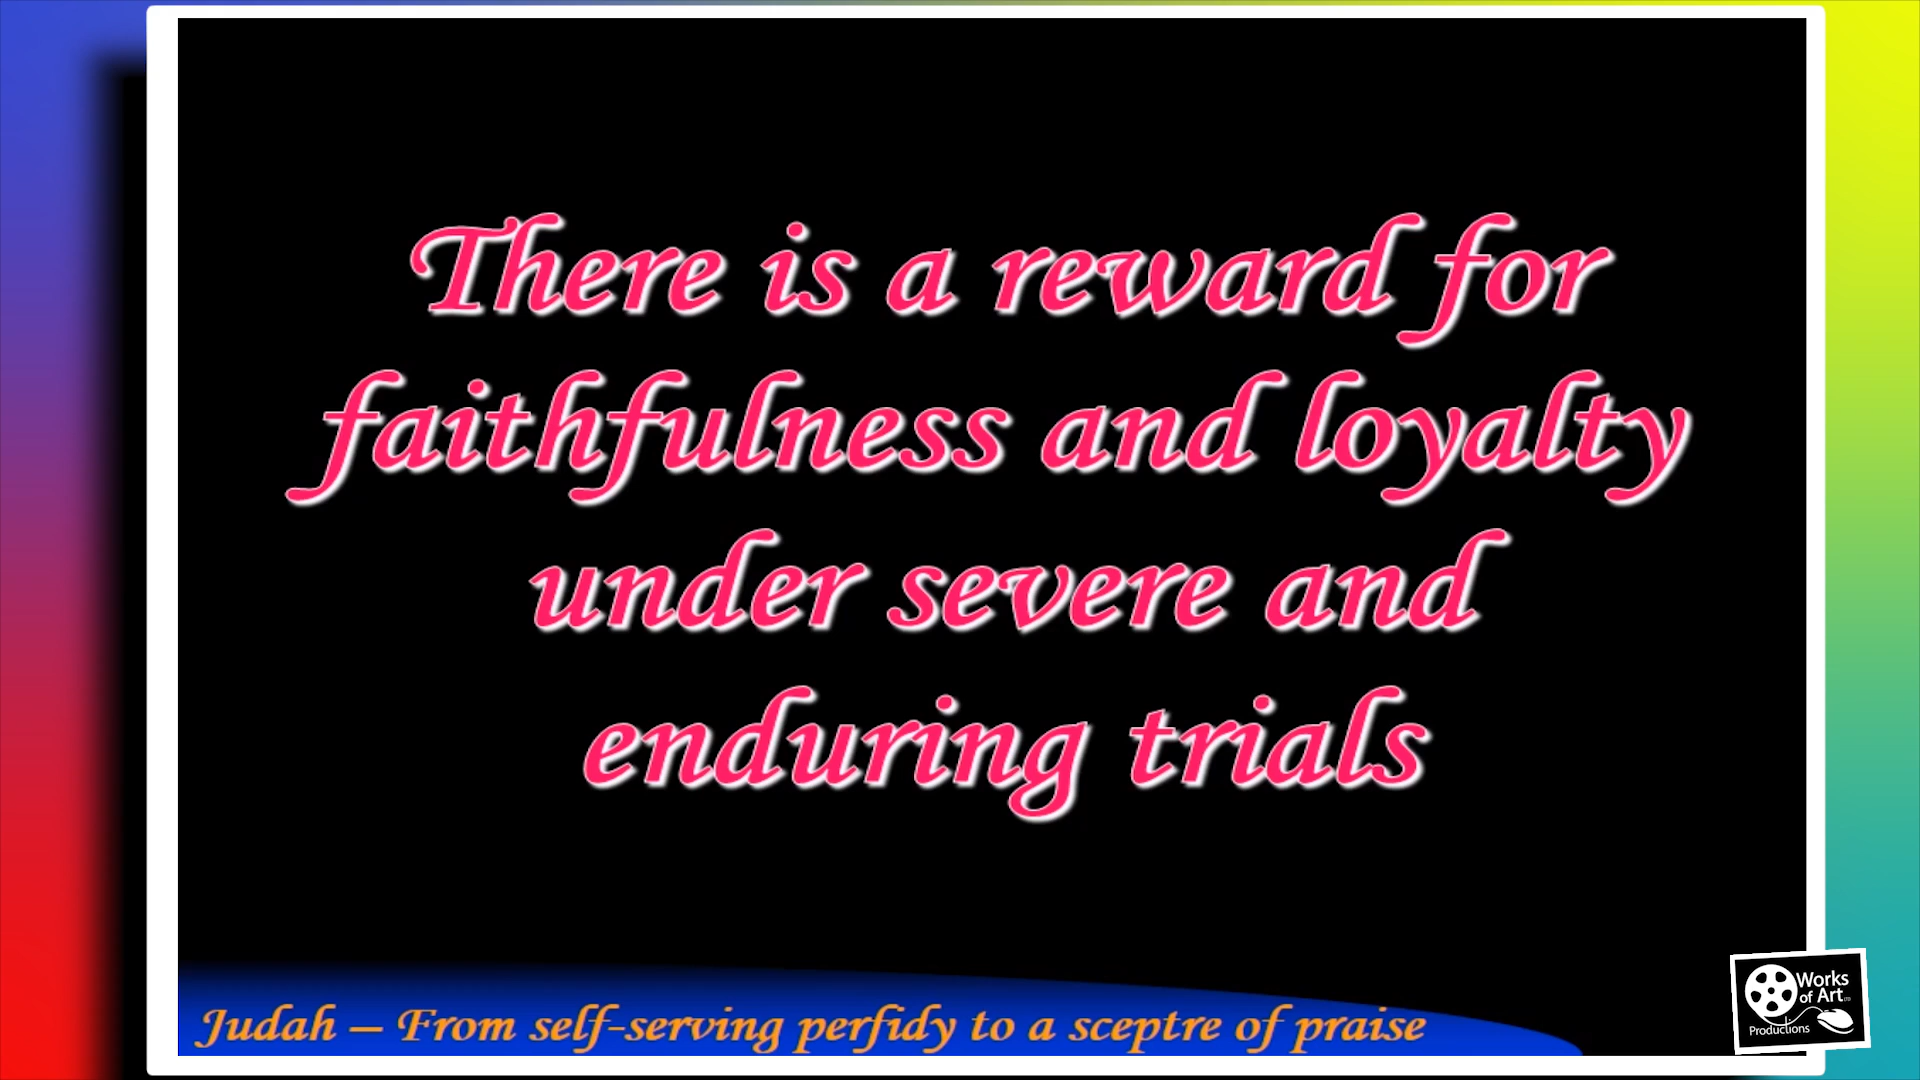 There is a reward for
faithfulness and loyalty
under severe and
enduring trials
Judah – From self-serving perfidy to a sceptre of praise
Works
of Art
Productions